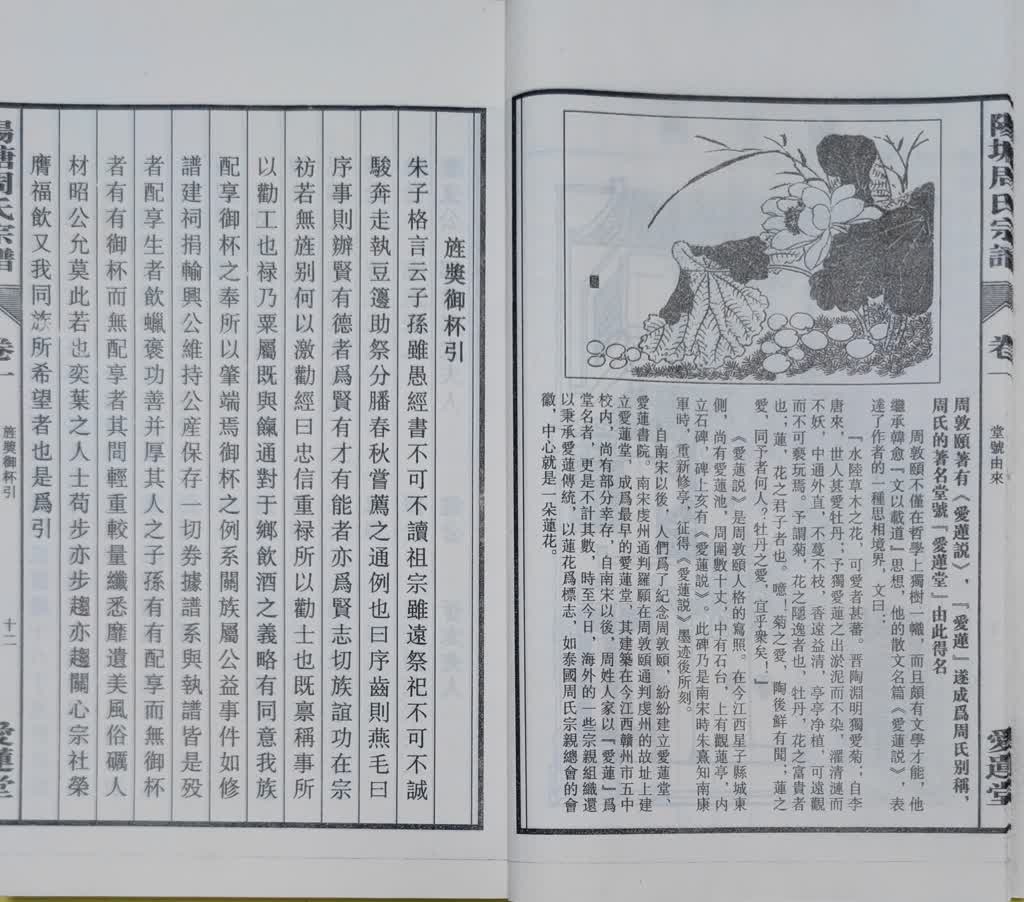 周敦頤著有《愛蓮説》，『愛蓮』遂成爲周氏别稱，
周氏的著名堂號『愛蓮堂』由此得名
周敦頤不僅在哲學上獨樹一幟，而且頗有文學才能，他
繼承韓愈『文以載道』思想，他的散文名篇《愛蓮説》，表
達了作者的一種思相境界，文曰：
『水陸草木之花，可愛者甚蕃。晋陶淵明獨愛菊；自李
唐來，世人甚愛牡丹；予獨愛蓮之出淤泥而不染，濯清漣而
不妖，中通外直，不蔓不枝，香遠益清，亭亭净植，可遠觀
而不可褻玩焉。予謂菊，花之隱逸者也，牡丹，花之富貴者
也；蓮，花之君子者也。噫！菊之愛，陶後鮮有聞；蓮之
愛，同予者何人？牡丹之愛，宜乎衆矣！』
《愛蓮説》是周敦頤人格的寫照。在今江西星子縣城東
側，尚有愛蓮池，周圍數十丈，中有石台，上有觀蓮亭，内
立石碑，碑上亥有《愛蓮説》。此碑乃是南宋時朱熹知南康
軍時，重新修亭，征得《愛蓮説》墨迹後所刻。
自南宋以後，人們爲了紀念周敦頤，紛紛建立愛蓮堂、
愛蓮書院。南宋虔州通判羅願在周敦頤通判虔州的故址上建
立愛蓮堂，成爲最早的愛蓮堂，其建築在今江西贛州市五中
校内，尚有部分幸存，自南宋以後，周姓人家以『愛蓮』爲
堂名者，更是不計其數，時至今日，海外的一些宗親組織還
以秉承愛蓮傳統，以蓮花爲標志，如泰國周氏宗親總會的會
徽，中心就是一朵蓮花。
卷一
堂號由來
愛蓮堂
旌獎御杯引
朱子格言云子孫雖愚經書不可不讀祖宗雖遠祭祀不可不誠
駿奔走執豆籩助祭分膰春秋嘗薦之通例也曰序齒則燕毛曰
序事則辦賢有德者爲賢有才有能者亦爲賢志切族誼功在宗
祊若無旌别何以激勸經曰忠信重禄所以勸士也既禀稱事所
以勸工也禄乃粟屬既與餼通對于鄉飲酒之義略有同意我族
配享御杯之奉所以肇端焉御杯之例系關族屬公益事件如修
譜建祠捐輸興公維持公産保存一切券據譜系與執譜皆是殁
者配享生者飲蠟褒功善并厚其人之子孫有有配享而無御杯
者有有御杯而無配享者其間輕重較量纖悉靡遺美風俗礪人
材昭公允莫此若也奕葉之人士苟步亦步趨亦趨關心宗社榮
膺福飲又我同族所希望者也是爲引
陽塘周氏宗譜
卷一
旌獎御杯引
十二
愛蓮堂